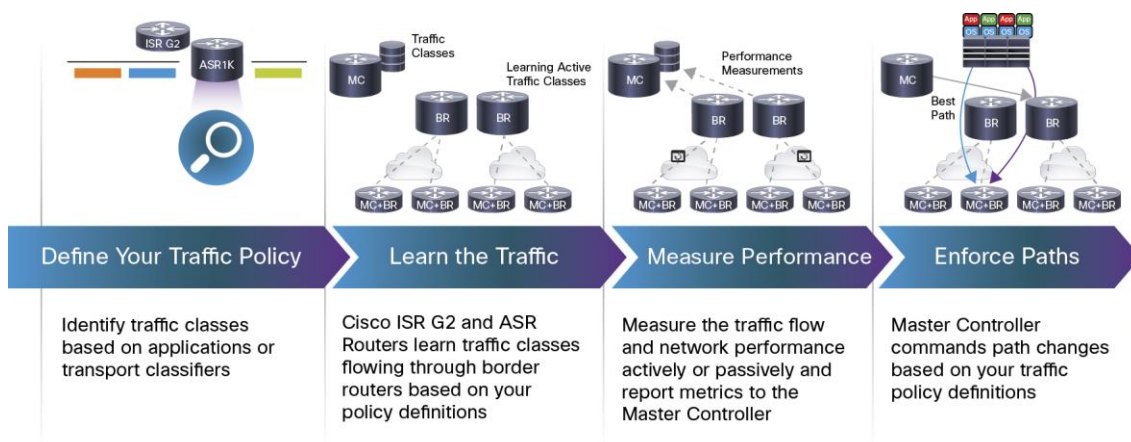 ISR G2
ASR1K
Traffic
Classes
MC
Learning Active
Traffic Classes
BR
BR
MC+BR
MC+BR
MC+BR
MC+BR
Performance
Measurements
MC
BR
BR
MC+BR
MC+BR
MC+BR
MC+BR
App
App
App
App
OS
OS
OS
OS
MC
Best
Path
BR
BR
MC+BR
MC+BR
MC+BR
MC+BR
Define Your Traffic Policy
Learn the Traffic
Measure Performance
Enforce Paths
Identify traffic classes
based on applications or
transport classifiers
Cisco ISR G2 and ASR
Routers learn traffic classes
flowing through border
routers based on your
policy definitions
Measure the traffic flow
and network performance
actively or passively and
report metrics to the
Master Controller
Master Controller
commands path changes
based on your traffic
policy definitions